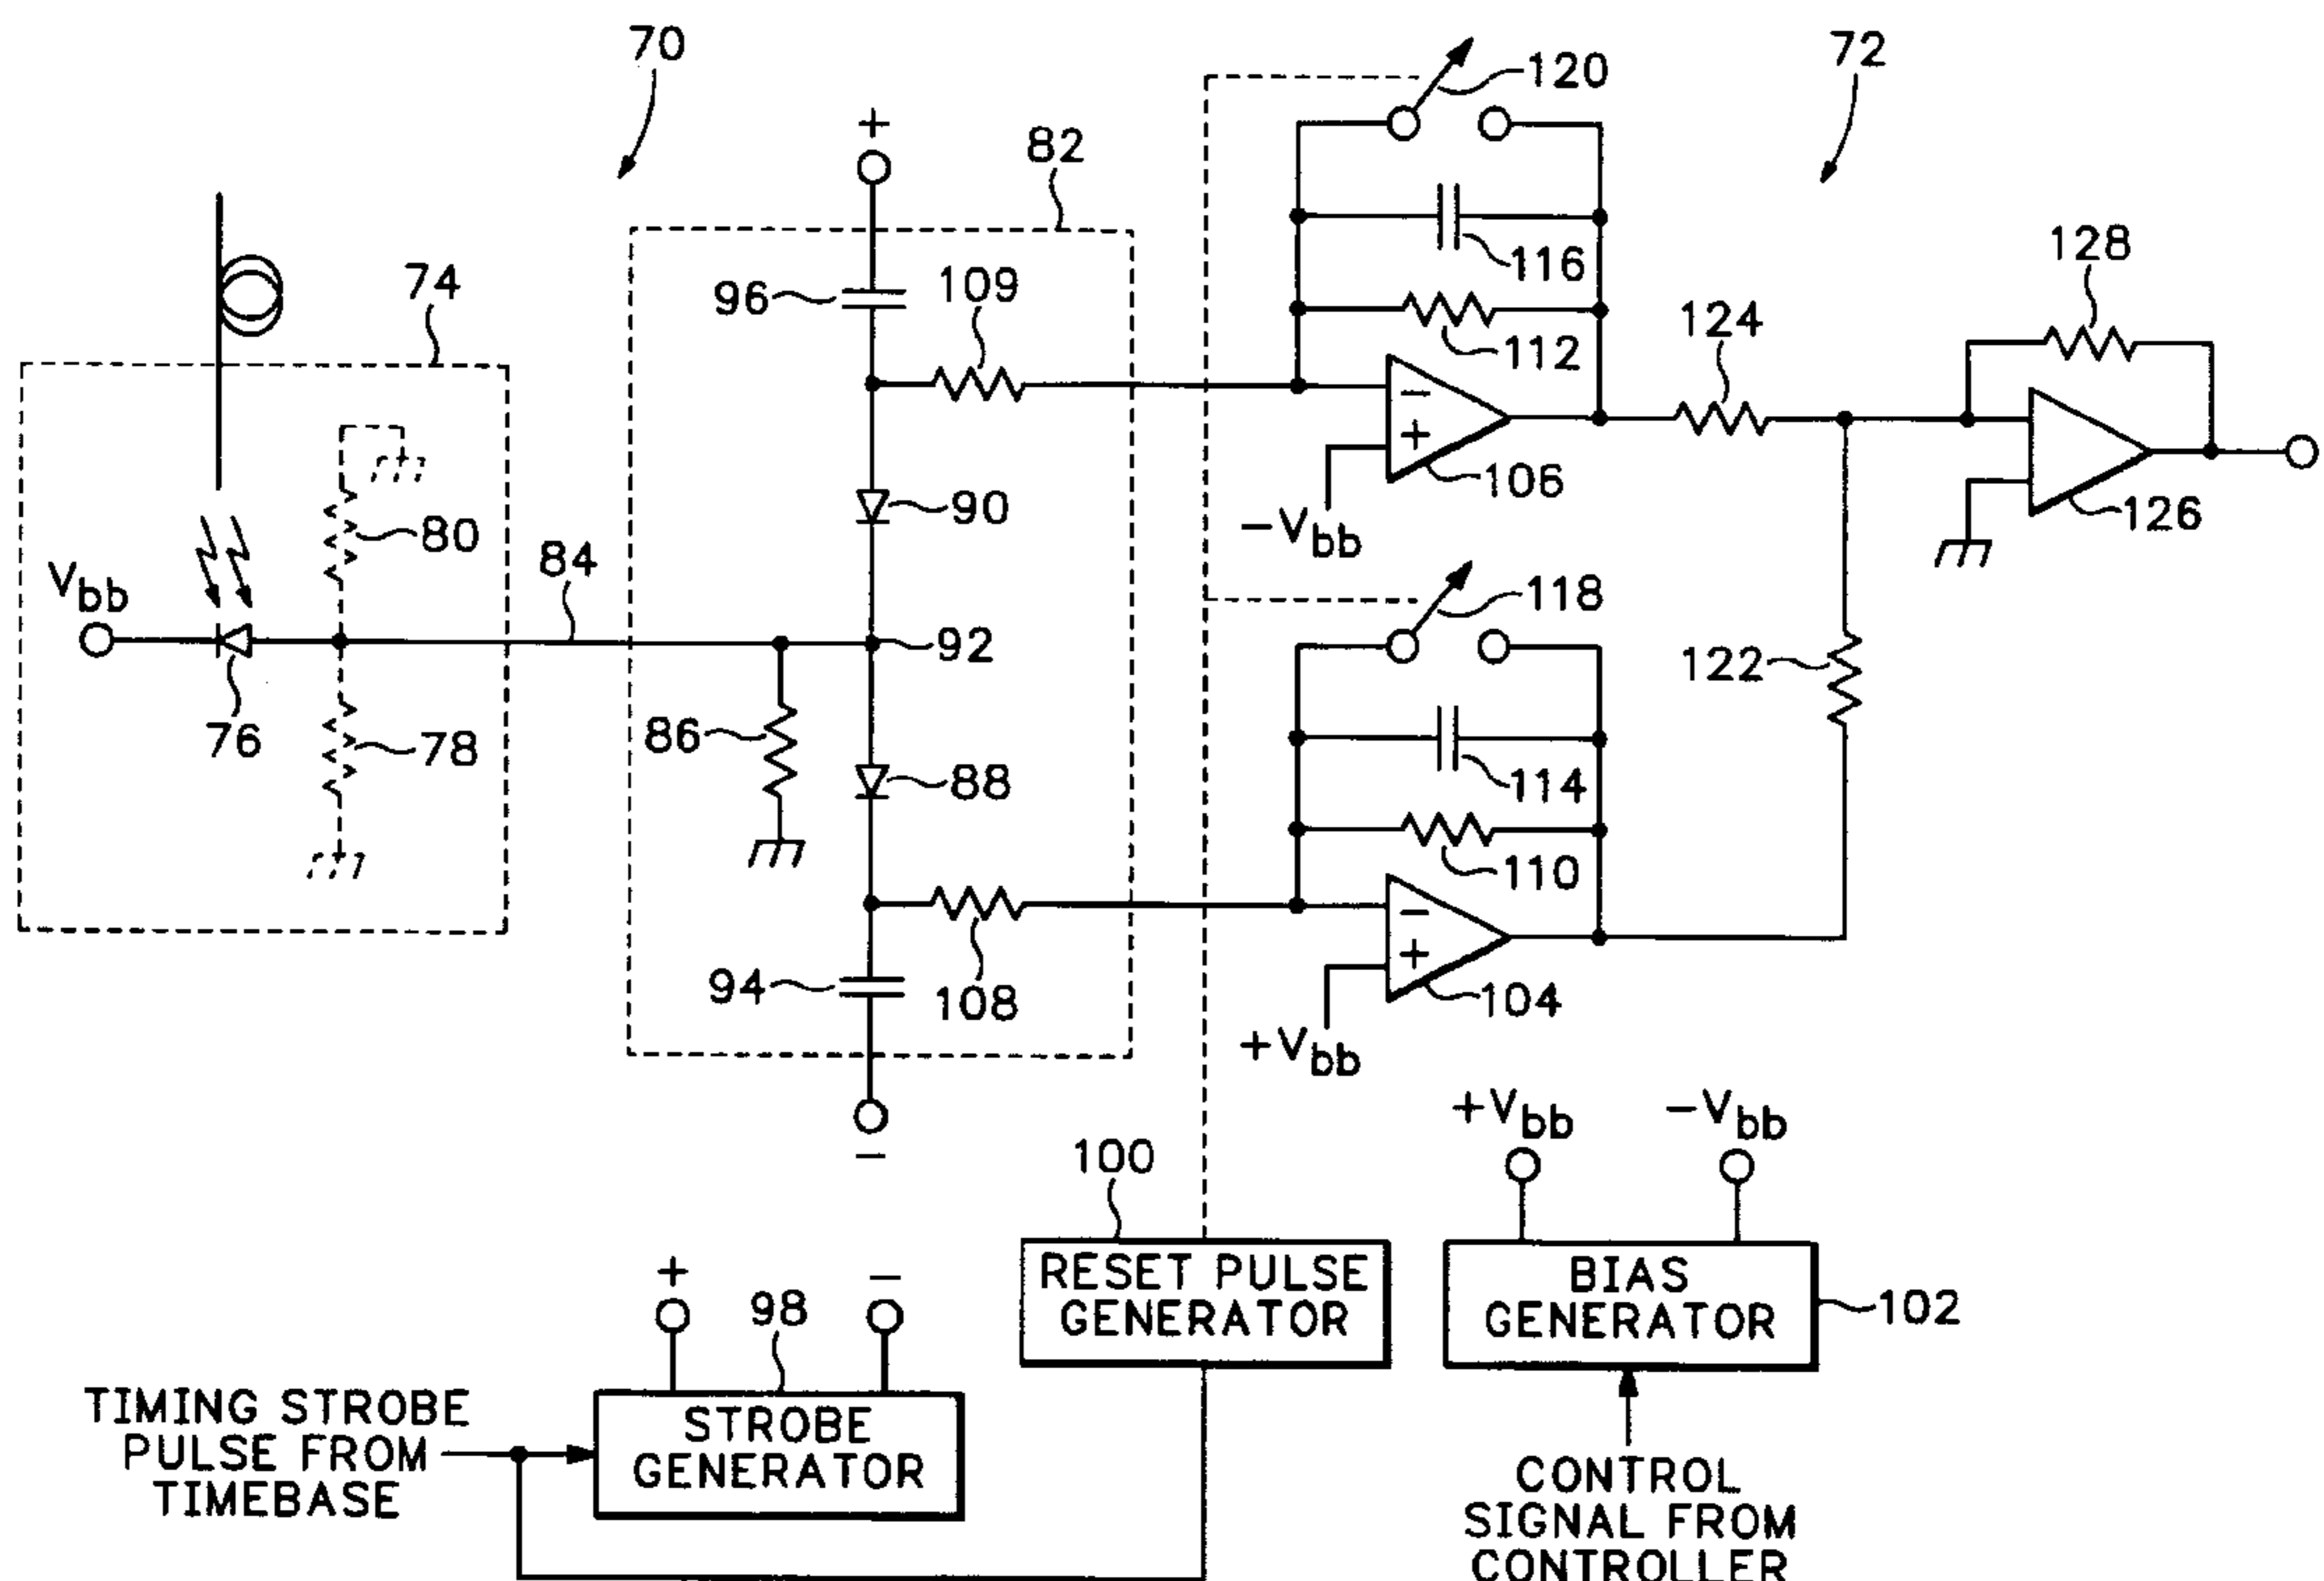 70
72
120
+
82
116
128
74
96
109
112
124
−
+
106
90
126
80
−Vbb
84
118
Vbb
92
122
86
76
78
88
114
110
−
+
94
108
104
+Vbb
−
+Vbb
−Vbb
100
+
−
98
RESET PULSE
GENERATOR
BIAS
GENERATOR
102
TIMING STROBE
PULSE FROM
TIMEBASE
STROBE
GENERATOR
CONTROL
SIGNAL FROM
CONTROLLER